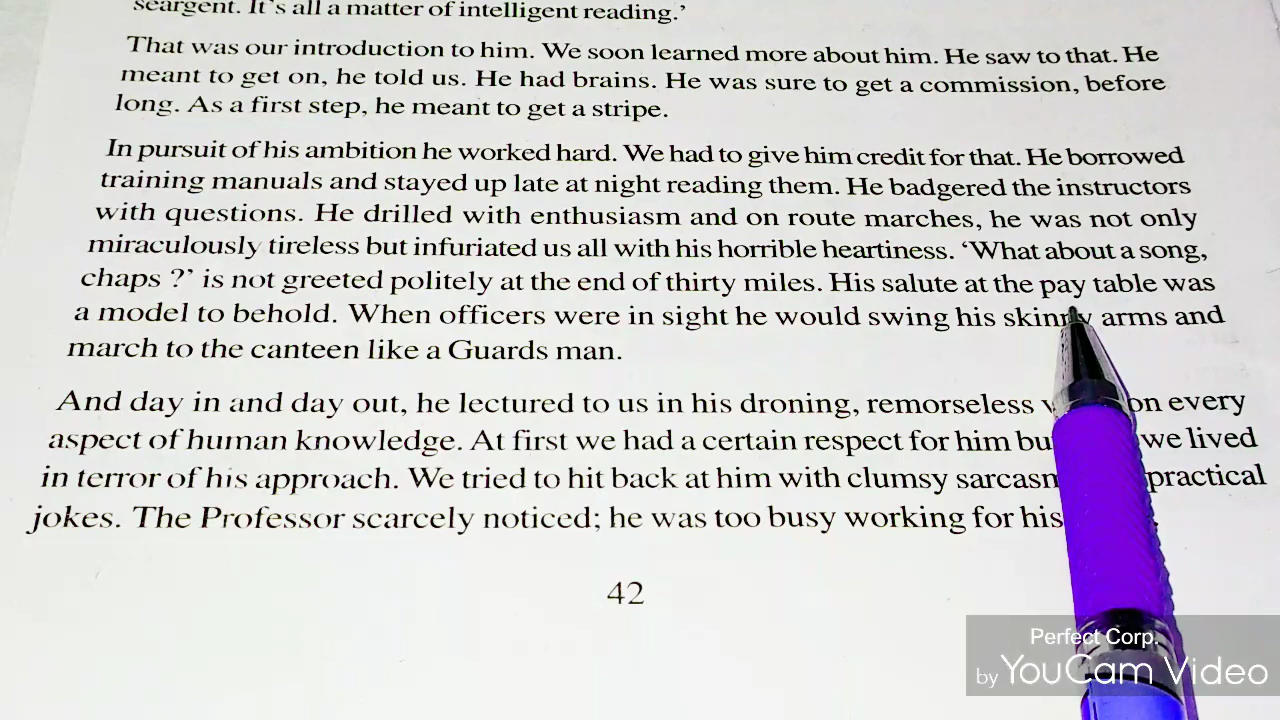 seargent. It's all a matter of intelligent reading.'
That was our introduction to him. We soon learned more about him. He saw to that. He
meant to get on, he told us. He had brains. He was sure to get a commission, before
long. As a first step, he meant to get a stripe.
In pursuit of his ambition he worked hard. We had to give him credit for that. He borrowed
training manuals and stayed up late at night reading them. He badgered the instructors
with questions. He drilled with enthusiasm and on route marches, he was not only
miraculously tireless but infuriated us all with his horrible heartiness. 'What about a song,
chaps ?' is not greeted politely at the end of thirty miles. His salute at the pay table was
a model to behold. When officers were in sight he would swing his skinny arms and
march to the canteen like a Guards man.
And day in and day out, he lectured to us in his droning, remorseless on every
aspect of human knowledge. At first we had a certain respect for him we lived
in terror of his approach. We tried to hit back at him with clumsy practical
jokes. The Professor scarcely noticed; he was too busy working for his
42
Perfect Corp.
by YouCam Video